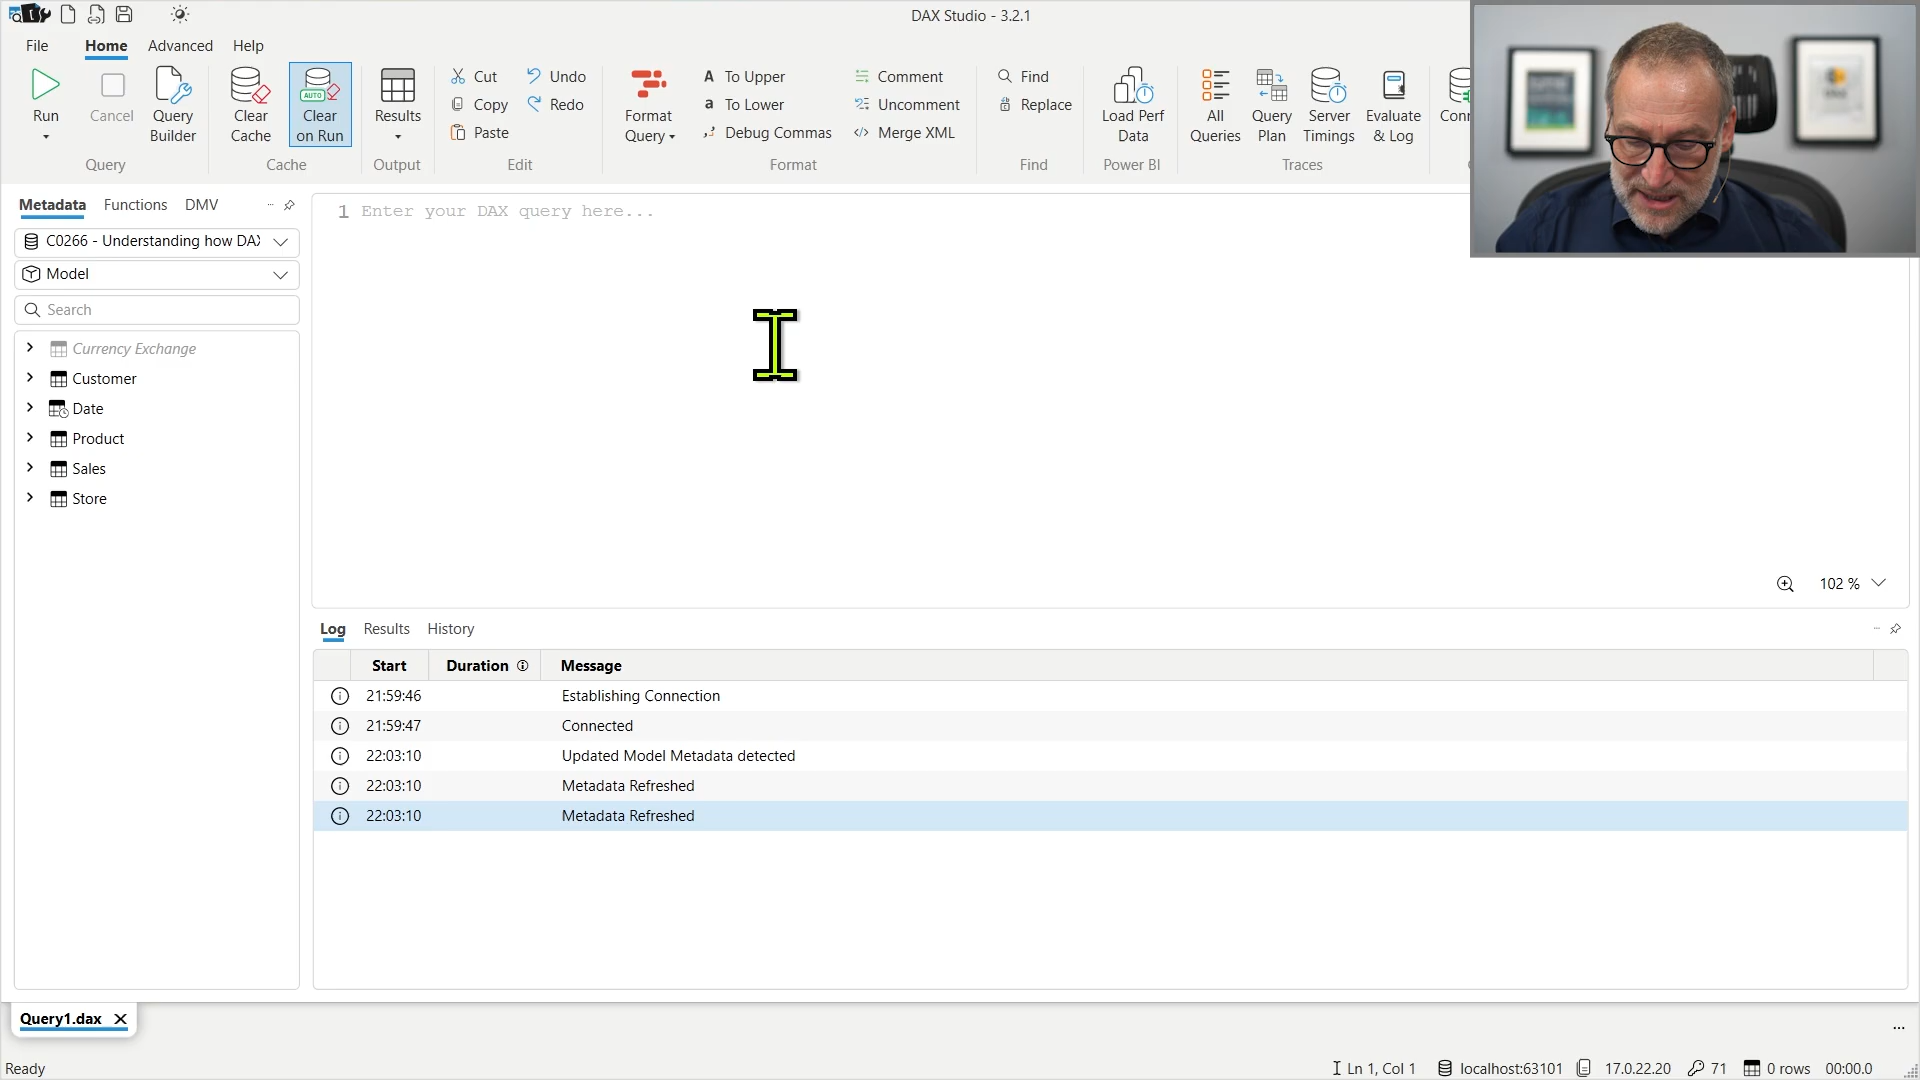 DAX Studio - 3.2.1
File Home Advanced Help
Run
Cancel
Query Builder
Query
Clear Cache
AUTO
Clear on Run
Cache
Results
Output
Cut
Copy
Paste
Undo
Redo
Edit
Format Query
A To Upper
a To Lower
Debug Commas
Comment
Uncomment
Merge XML
Format
Find
Replace
Find
Load Perf Data
Power BI
All Queries
Query Plan
Server Timings
Evaluate & Log
Traces
Conn
Metadata Functions DMV
C0266 - Understanding how DAX
Model
Search
Currency Exchange
Customer
Date
Product
Sales
Store
1 Enter your DAX query here...
102 %
Log Results History
Start Duration Message
21:59:46 Establishing Connection
21:59:47 Connected
22:03:10 Updated Model Metadata detected
22:03:10 Metadata Refreshed
22:03:10 Metadata Refreshed
Query1.dax
Ready
Ln 1, Col 1 localhost:63101 17.0.22.20 71 0 rows 00:00.0